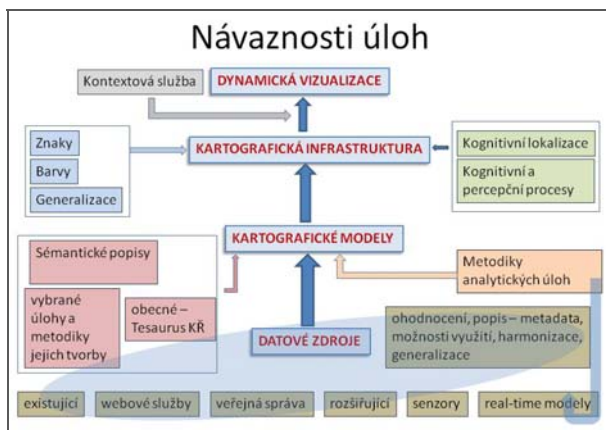 Návaznosti úloh
Kontextová služba
DYNAMICKÁ VIZUALIZACE
Znaky
Barvy
Generalizace
KARTOGRAFICKÁ INFRASTRUKTURA
Kognitivní lokalizace
Kognitivní a
percepční procesy
KARTOGRAFICKÉ MODELY
Sémantické popisy
vybrané
úlohy a
metodiky
jejich tvorby
obecné –
Tesaurus KŘ
Metodiky
analytických úloh
DATOVÉ ZDROJE
ohodnocení, popis – metadata,
možnosti využití, harmonizace,
generalizace
existující
webové služby
veřejná správa
rozšiřující
senzory
real-time modely